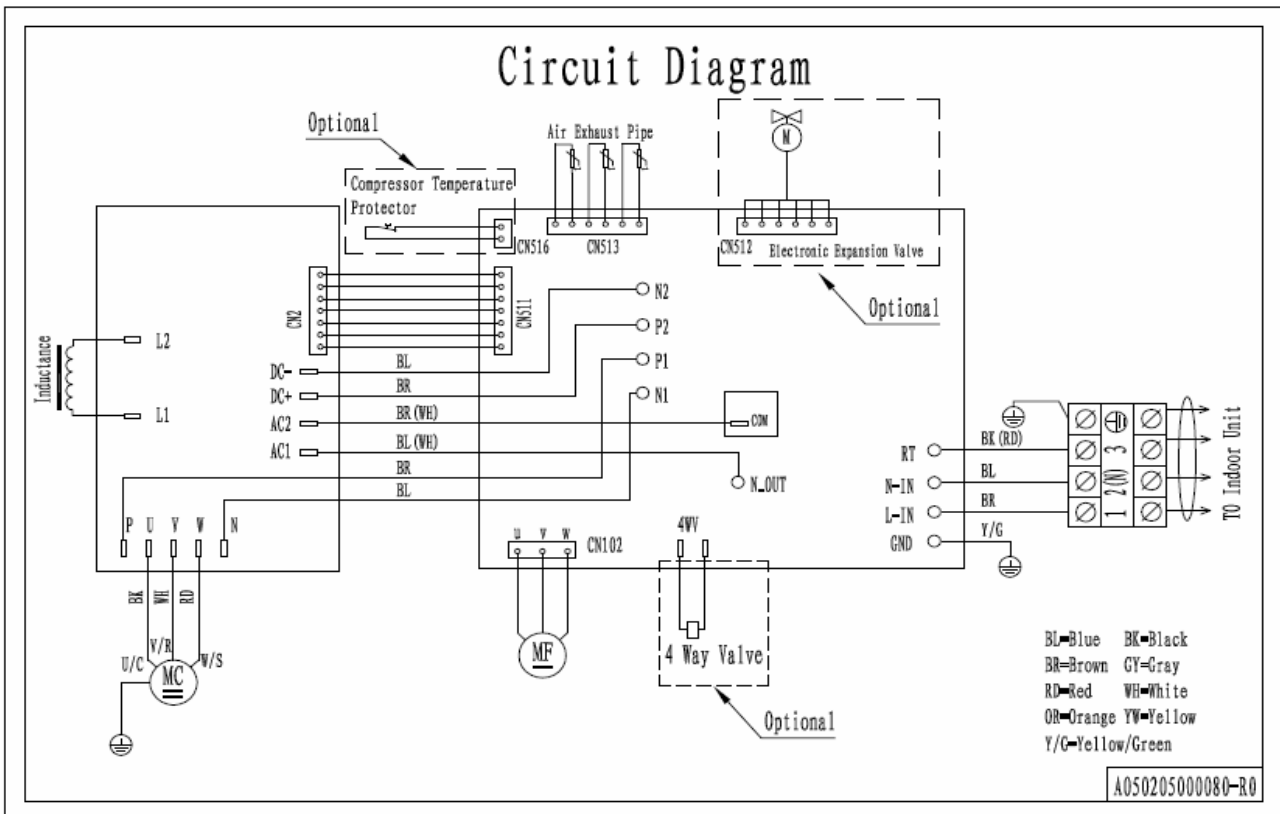 Circuit Diagram
Optional
Air Exhaust Pipe
M
Compressor Temperature
Protector
CN516
CN513
CN512
Electronic Expansion Valve
Optional
CN2
CN511
N2
P2
P1
N1
Inductance
L2
L1
DC-
DC+
AC2
AC1
BL
BR
BR(WH)
BL(WH)
BR
BL
COM
N_OUT
RT
N-IN
L-IN
GND
BK(RD)
BL
BR
Y/G
1 2(N) 3
TO Indoor Unit
P U V W N
BK
WH
RD
U/C
V/R
W/S
MC
U V W
CN102
MF
4WV
4 Way Valve
Optional
BL=Blue BK=Black
BR=Brown GY=Gray
RD=Red WH=White
OR=Orange YW=Yellow
Y/G=Yellow/Green
A050205000080-R0